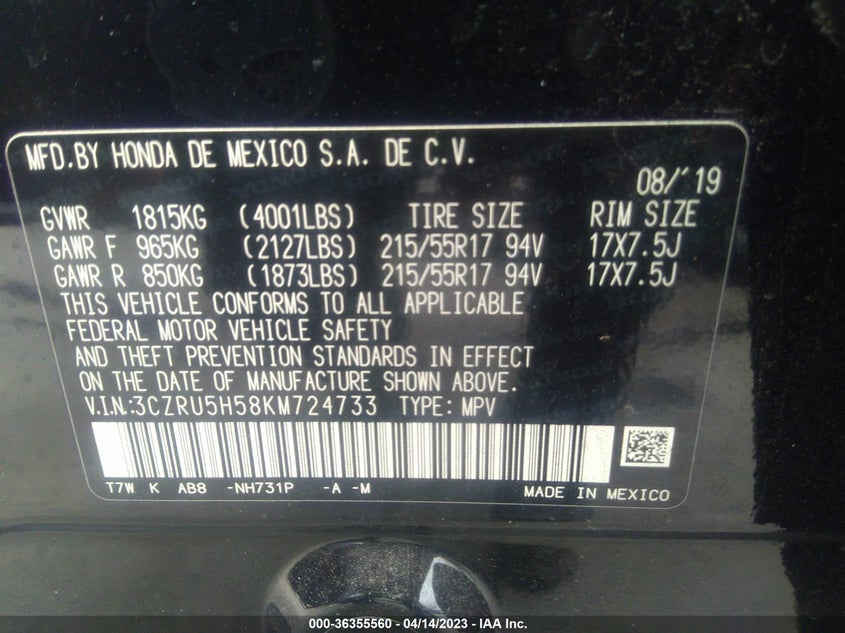 MFD.BY HONDA DE MEXICO S.A. DE C.V.
08/'19
GVWR 1815KG (4001LBS) TIRE SIZE RIM SIZE
GAWR F 965KG (2127LBS) 215/55R17 94V 17X7.5J
GAWR R 850KG (1873LBS) 215/55R17 94V 17X7.5J
THIS VEHICLE CONFORMS TO ALL APPLICABLE
FEDERAL MOTOR VEHICLE SAFETY
AND THEFT PREVENTION STANDARDS IN EFFECT
ON THE DATE OF MANUFACTURE SHOWN ABOVE.
V.I.N:3CZRU5H58KM724733 TYPE: MPV
T7W K AB8 -NH731P -A -M MADE IN MEXICO
000-36355560 - 04/14/2023 - IAA Inc.